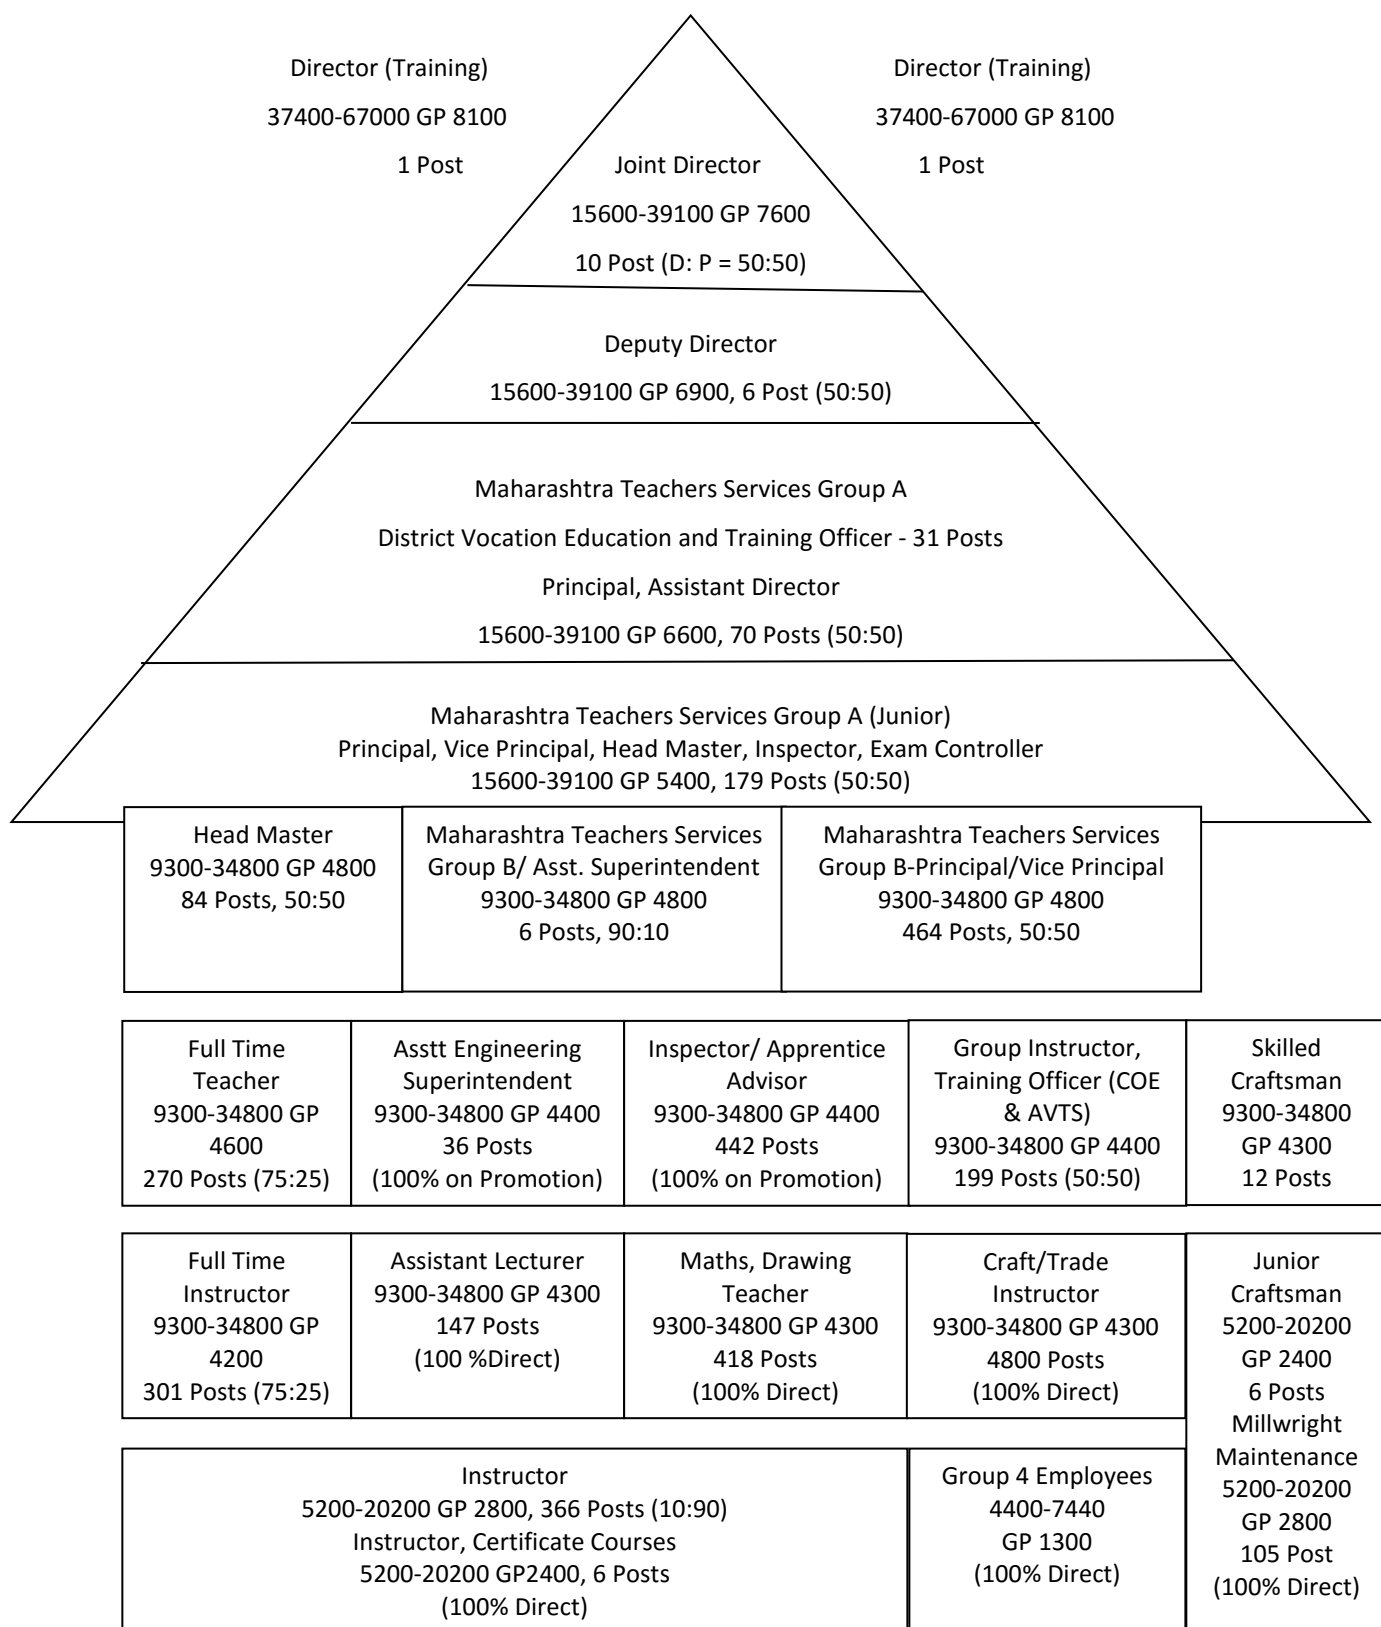 Director (Training)
37400-67000 GP 8100
1 Post
Director (Training)
37400-67000 GP 8100
1 Post
Joint Director
15600-39100 GP 7600
10 Post (D: P = 50:50)
Deputy Director
15600-39100 GP 6900, 6 Post (50:50)
Maharashtra Teachers Services Group A
District Vocation Education and Training Officer - 31 Posts
Principal, Assistant Director
15600-39100 GP 6600, 70 Posts (50:50)
Maharashtra Teachers Services Group A (Junior)
Principal, Vice Principal, Head Master, Inspector, Exam Controller
15600-39100 GP 5400, 179 Posts (50:50)
Head Master
9300-34800 GP 4800
84 Posts, 50:50
Maharashtra Teachers Services
Group B/ Asst. Superintendent
9300-34800 GP 4800
6 Posts, 90:10
Maharashtra Teachers Services
Group B-Principal/Vice Principal
9300-34800 GP 4800
464 Posts, 50:50
Full Time
Teacher
9300-34800 GP
4600
270 Posts (75:25)
Asstt Engineering
Superintendent
9300-34800 GP 4400
36 Posts
(100% on Promotion)
Inspector/ Apprentice
Advisor
9300-34800 GP 4400
442 Posts
(100% on Promotion)
Group Instructor,
Training Officer (COE
& AVTS)
9300-34800 GP 4400
199 Posts (50:50)
Skilled
Craftsman
9300-34800
GP 4300
12 Posts
Full Time
Instructor
9300-34800 GP
4200
301 Posts (75:25)
Assistant Lecturer
9300-34800 GP 4300
147 Posts
(100 %Direct)
Maths, Drawing
Teacher
9300-34800 GP 4300
418 Posts
(100% Direct)
Craft/Trade
Instructor
9300-34800 GP 4300
4800 Posts
(100% Direct)
Junior
Craftsman
5200-20200
GP 2400
6 Posts
Millwright
Maintenance
5200-20200
GP 2800
105 Post
(100% Direct)
Instructor
5200-20200 GP 2800, 366 Posts (10:90)
Instructor, Certificate Courses
5200-20200 GP2400, 6 Posts
(100% Direct)
Group 4 Employees
4400-7440
GP 1300
(100% Direct)